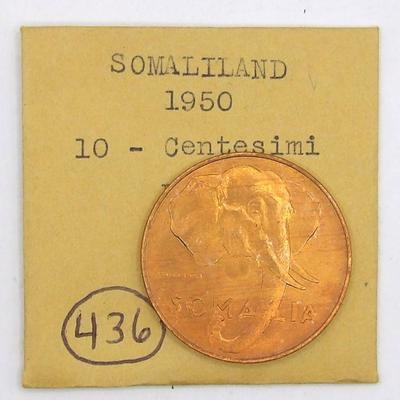 SOMALILAND
1950
10 - Centesimi
SOMALIA
436